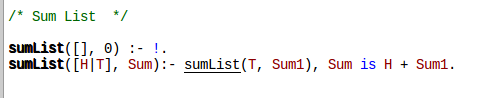 /* Sum List  */
sumList([], 0) :- !.
sumList([H|T], Sum):- sumList(T, Sum1), Sum is H + Sum1.